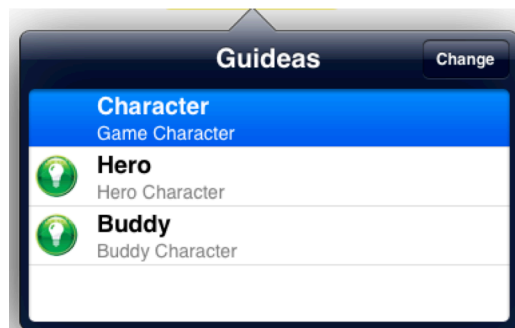 Guideas
Change
Character
Game Character
Hero
Hero Character
Buddy
Buddy Character